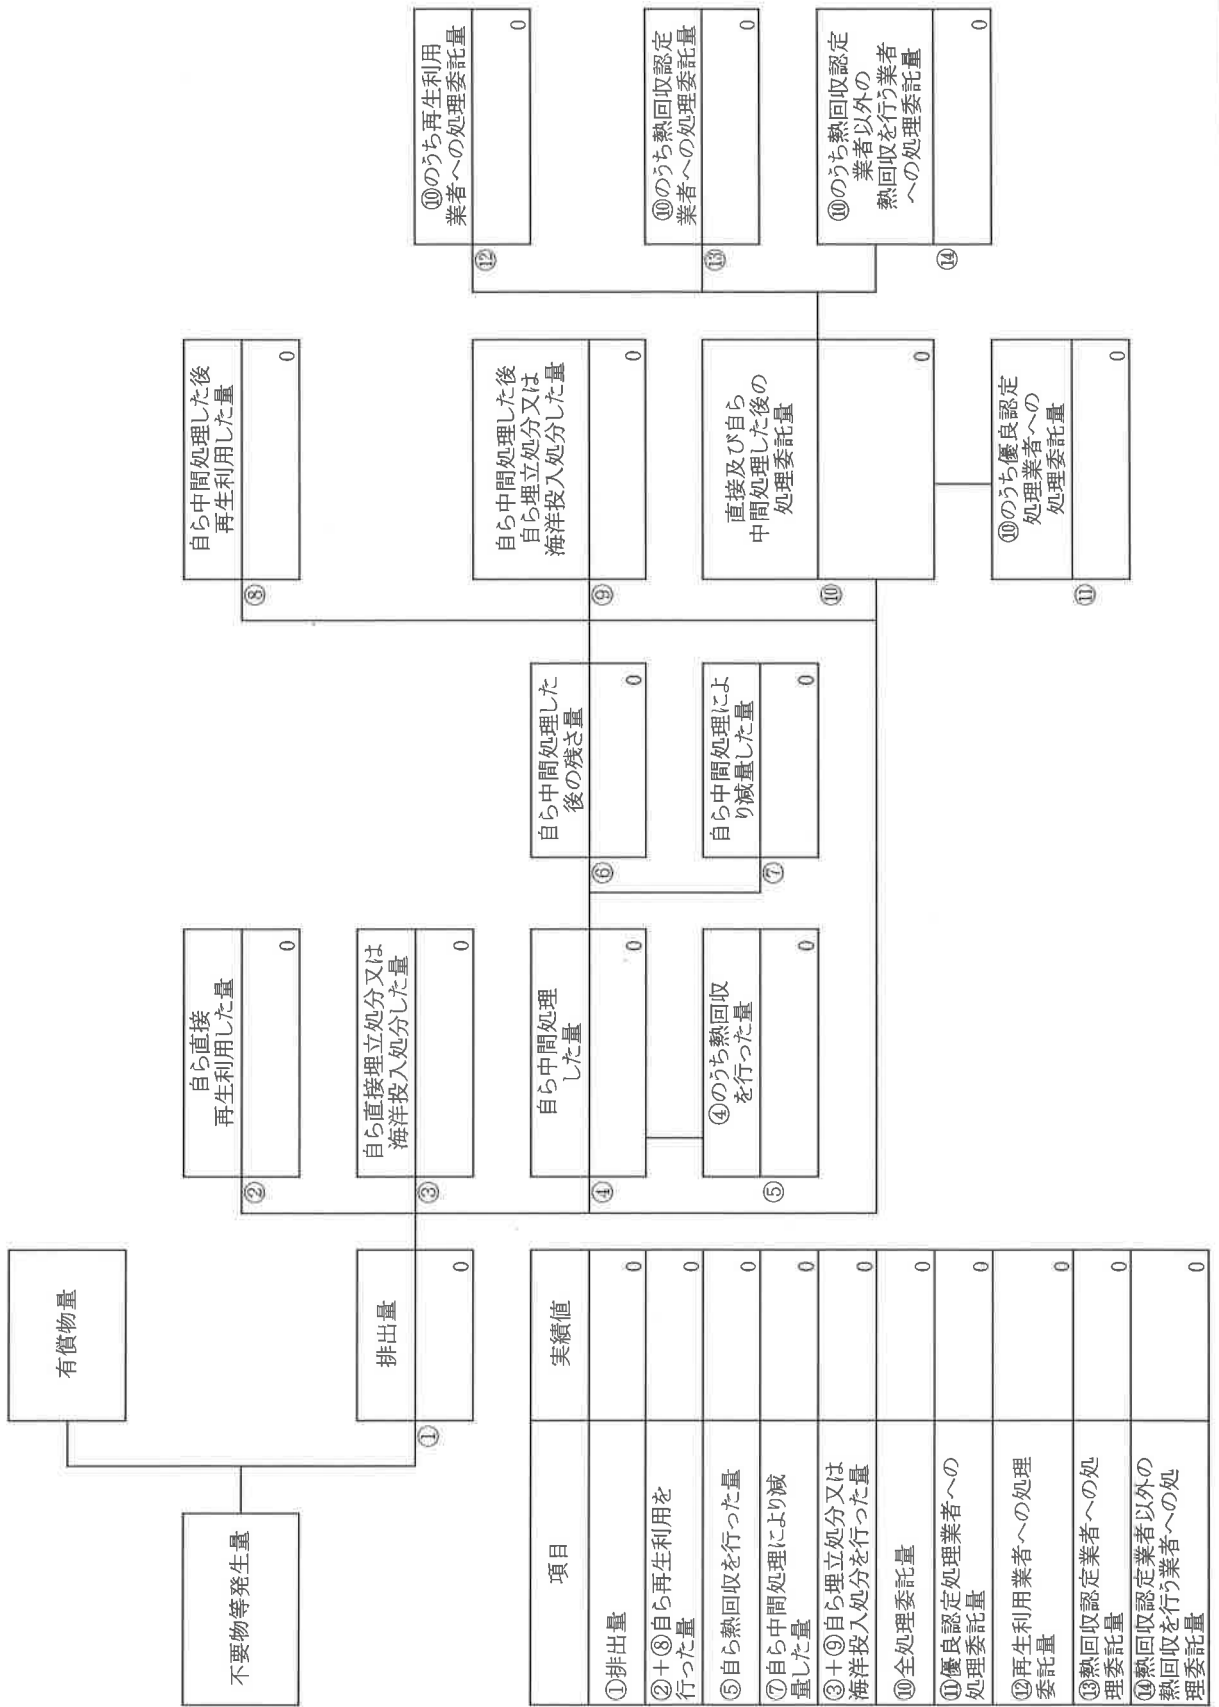 不要物等発生量
有償物量
①
排出量
0
②
自ら直接
再生利用した量
0
③
自ら直接埋立処分又は
海洋投入処分した量
0
④
自ら中間処理
した量
0
⑤
④のうち熱回収
を行った量
0
⑥
自ら中間処理した
後の残さ量
0
⑦
自ら中間処理によ
り減量した量
0
⑧
自ら中間処理した後
再生利用した量
0
⑨
自ら中間処理した後
自ら埋立処分又は
海洋投入処分した量
0
⑩
直接及び自ら
中間処理した後の
処理委託量
0
⑪
⑩のうち優良認定
処理業者への
処理委託量
0
⑫
⑩のうち再生利用
業者への処理委託量
0
⑬
⑩のうち熱回収認定
業者への処理委託量
0
⑭
⑩のうち熱回収認定
業者以外の
熱回収を行う業者
への処理委託量
0
項目 実績値
①排出量 0
②+⑧自ら再生利用を
行った量 0
⑤自ら熱回収を行った量 0
⑦自ら中間処理により減
量した量 0
③+⑨自ら埋立処分又は
海洋投入処分を行った量 0
⑩全処理委託量 0
⑪優良認定処理業者への
処理委託量 0
⑫再生利用業者への処理
委託量 0
⑬熱回収認定業者への処
理委託量 0
⑭熱回収認定業者以外の
熱回収を行う業者への処
理委託量 0